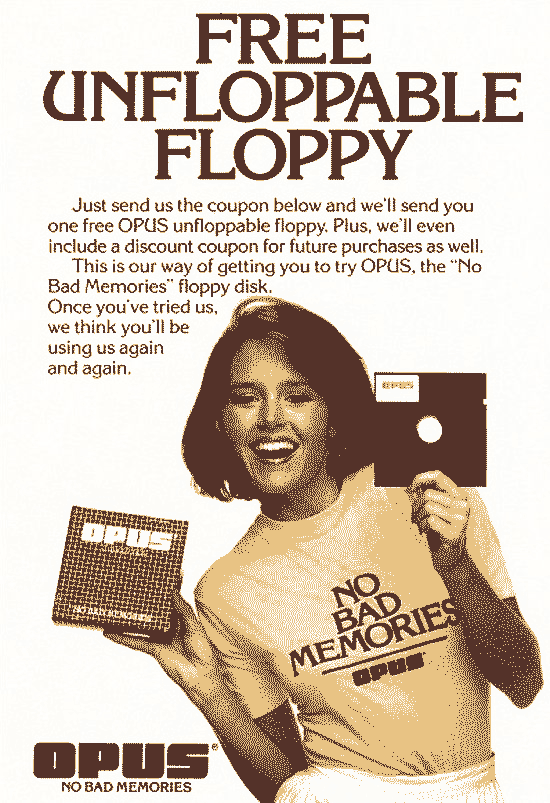 FREE
UNFLOPPABLE
FLOPPY
Just send us the coupon below and we'll send you
one free OPUS unfloppable floppy. Plus, we'll even
include a discount coupon for future purchases as well.
This is our way of getting you to try OPUS, the "No
Bad Memories" floppy disk.
Once you've tried us,
we think you'll be
using us again
and again.
OPUS
OPUS
NO BAD MEMORIES
NO
BAD
MEMORIES
OPUS
OPUS®
NO BAD MEMORIES